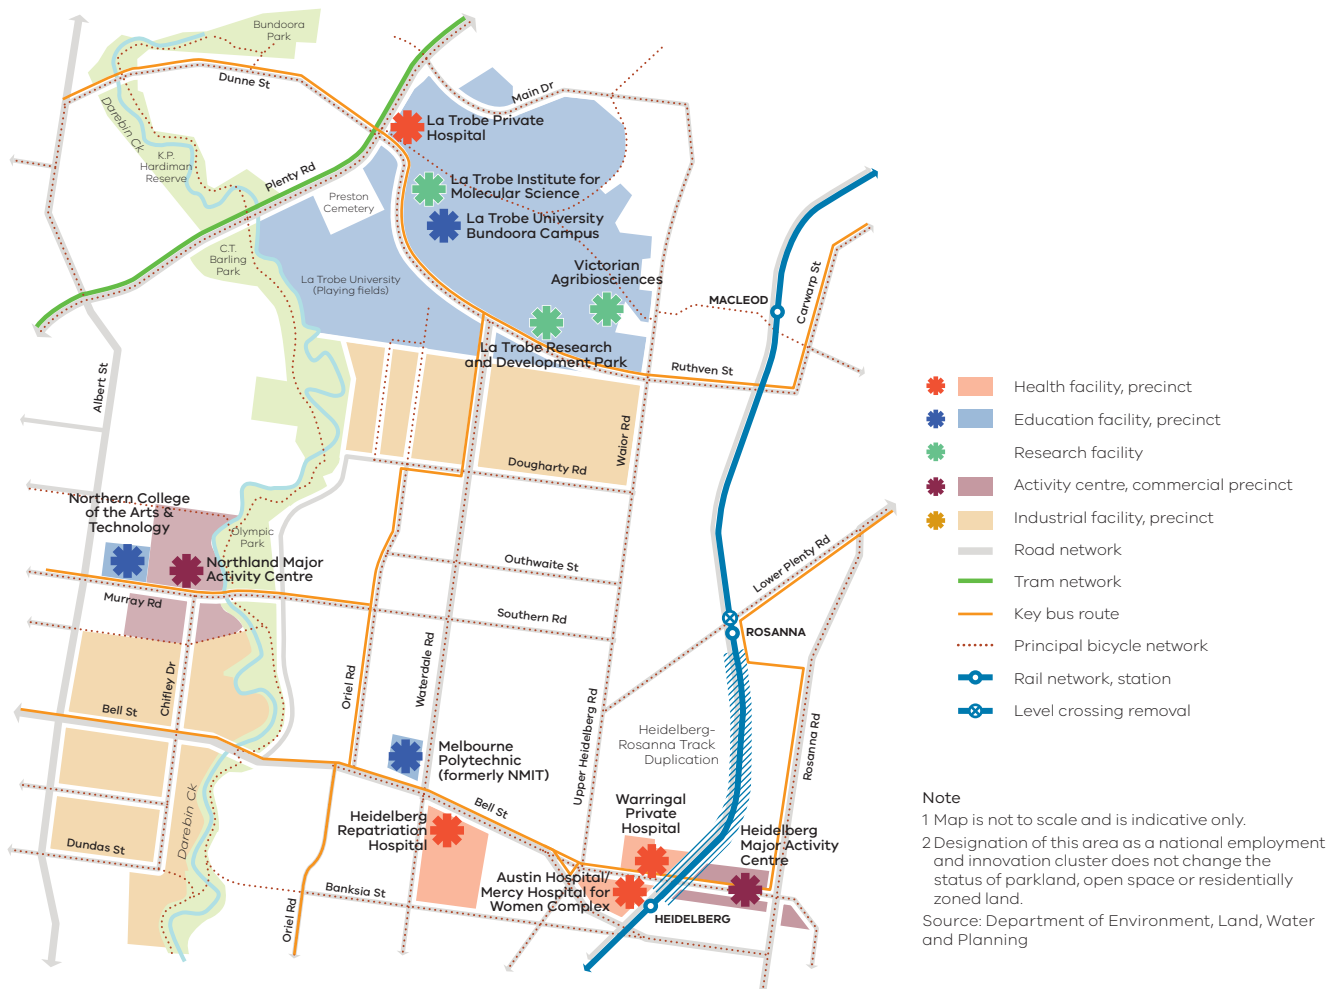 Bundoora
Park
Dunne St
Main Dr
Darebin Ck
La Trobe Private
Hospital
K.P.
Hardiman
Reserve
Plenty Rd
La Trobe Institute for
Molecular Science
Preston
Cemetery
La Trobe University
Bundoora Campus
C.T.
Barling
Park
La Trobe University
(Playing fields)
Victorian
Agribiosciences
MACLEOD
Carwarp St
La Trobe Research
and Development Park
Ruthven St
Albert St
Waior Rd
Dougharty Rd
Northern College
of the Arts &
Technology
Olympic
Park
Northland Major
Activity Centre
Murray Rd
Outhwaite St
Lower Plenty Rd
Southern Rd
ROSANNA
Chifley Dr
Oriel Rd
Waterdale Rd
Upper Heidelberg Rd
Rosanna Rd
Bell St
Heidelberg-
Rosanna Track
Duplication
Melbourne
Polytechnic
(formerly NMIT)
Bell St
Darebin Ck
Heidelberg
Repatriation
Hospital
Warringal
Private
Hospital
Heidelberg
Major Activity
Centre
Dundas St
Austin Hospital/
Mercy Hospital for
Women Complex
Banksia St
Oriel Rd
HEIDELBERG
Health facility, precinct
Education facility, precinct
Research facility
Activity centre, commercial precinct
Industrial facility, precinct
Road network
Tram network
Key bus route
Principal bicycle network
Rail network, station
Level crossing removal
Note
1 Map is not to scale and is indicative only.
2 Designation of this area as a national employment
and innovation cluster does not change the
status of parkland, open space or residentially
zoned land.
Source: Department of Environment, Land, Water
and Planning